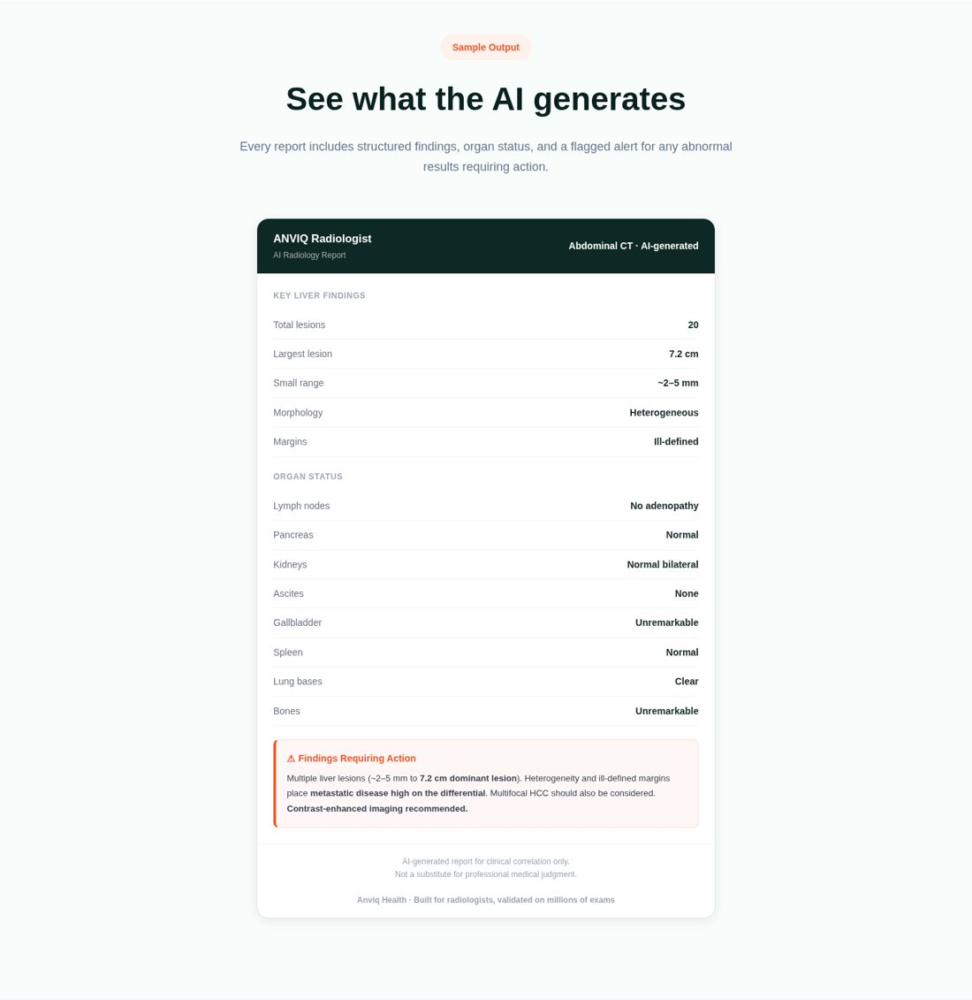 Sample Output
See what the AI generates
Every report includes structured findings, organ status, and a flagged alert for any abnormal
results requiring action.
ANVIQ Radiologist
AI Radiology Report
Abdominal CT · AI-generated
KEY LIVER FINDINGS
Total lesions 20
Largest lesion 7.2 cm
Small range ~2–5 mm
Morphology Heterogeneous
Margins Ill-defined
ORGAN STATUS
Lymph nodes No adenopathy
Pancreas Normal
Kidneys Normal bilateral
Ascites None
Gallbladder Unremarkable
Spleen Normal
Lung bases Clear
Bones Unremarkable
⚠ Findings Requiring Action
Multiple liver lesions (~2–5 mm to 7.2 cm dominant lesion). Heterogeneity and ill-defined margins
place metastatic disease high on the differential. Multifocal HCC should also be considered.
Contrast-enhanced imaging recommended.
AI-generated report for clinical correlation only.
Not a substitute for professional medical judgment.
Anviq Health · Built for radiologists, validated on millions of exams